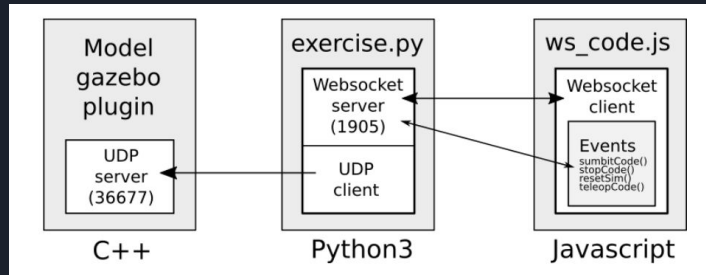 Model
gazebo
plugin
UDP
server
(36677)
C++
exercise.py
Websocket
server
(1905)
UDP
client
Python3
ws_code.js
Websocket
client
Events
sumbitCode()
stopCode()
resetSim()
teleopCode()
Javascript